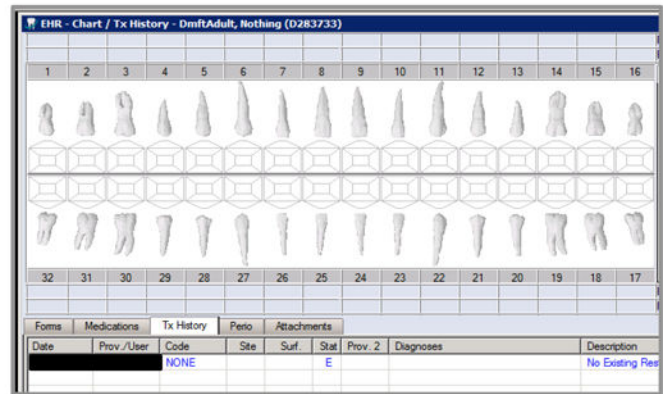 EHR - Chart / Tx History - DmftAdult, Nothing (D283733)
1 2 3 4 5 6 7 8 9 10 11 12 13 14 15 16
32 31 30 29 28 27 26 25 24 23 22 21 20 19 18 17
Forms Medications Tx History Perio Attachments
Date Prov./User Code Site Surf. Stat Prov. 2 Diagnoses Description
NONE E No Existing Res